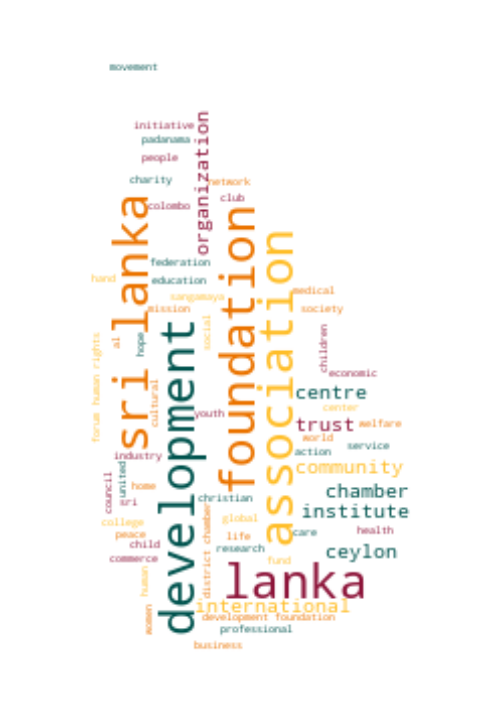 movement
initiative
padanama
people
organization
charity
network
club
colombo
sri lanka
foundation
association
federation
education
hand
sangamaya
medical
mission
society
social
children
hope
al
forum human rights
development
economic
cultural
centre
center
youth
trust
welfare
world
service
action
industry
community
united
council
home
chamber
sri
christian
institute
college
global
peace
care
health
life
child
research
ceylon
commerce
district chamber
fund
human
lanka
international
women
development foundation
professional
business